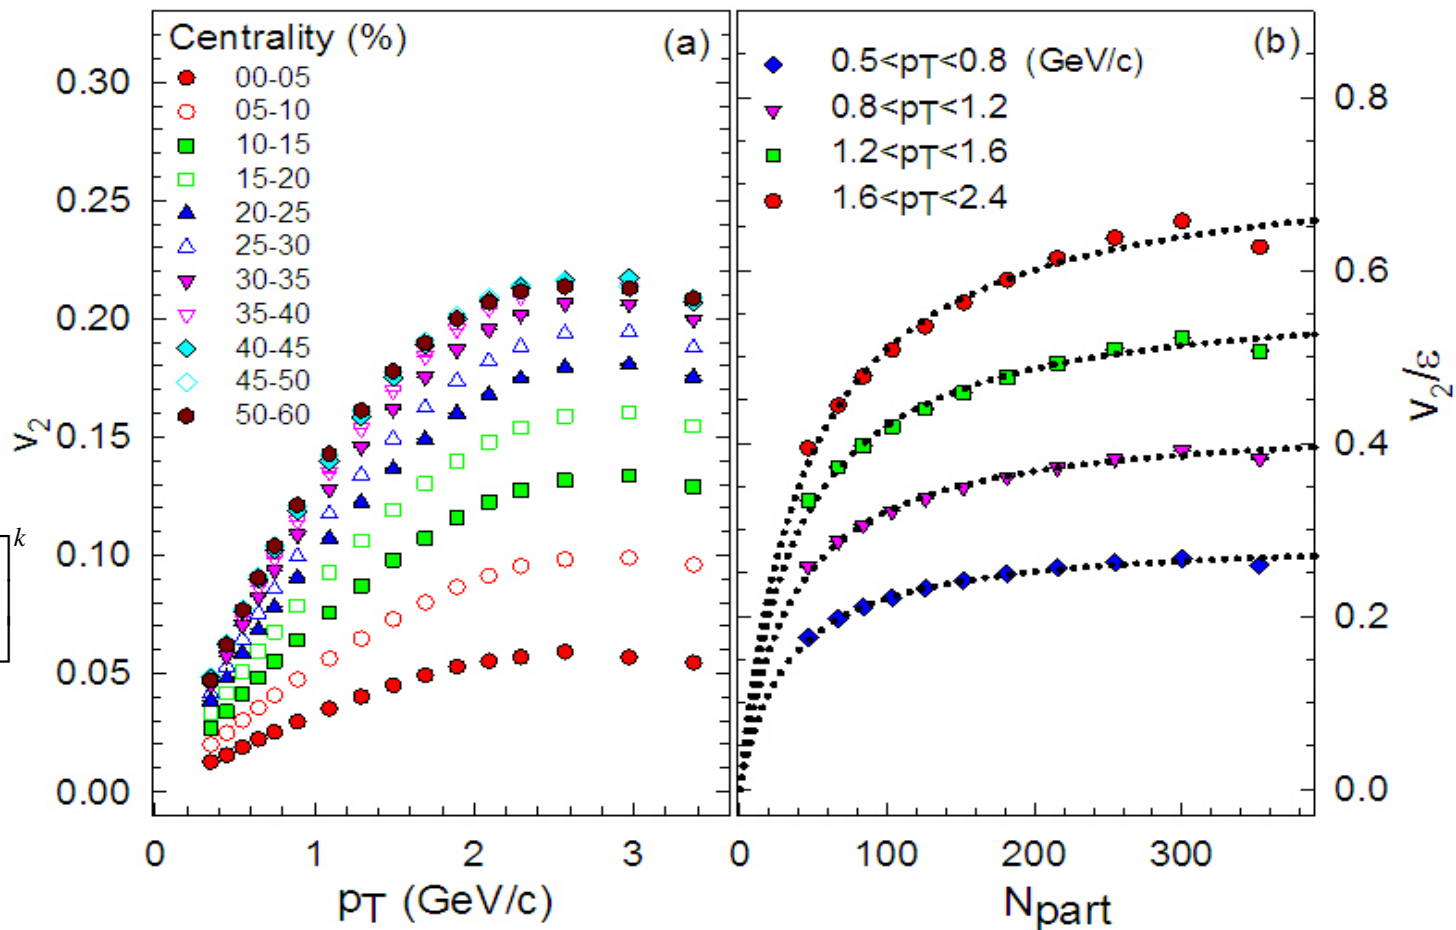 Centrality (%)
00-05
05-10
10-15
15-20
20-25
25-30
30-35
35-40
40-45
45-50
50-60
(a)
0.30
0.25
0.20
0.15
0.10
0.05
0.00
v2
k
0 1 2 3
pT (GeV/c)
(b)
0.5<pT<0.8 (GeV/c)
0.8<pT<1.2
1.2<pT<1.6
1.6<pT<2.4
0.8
0.6
0.4
0.2
0.0
v2/ε
0 100 200 300
Npart